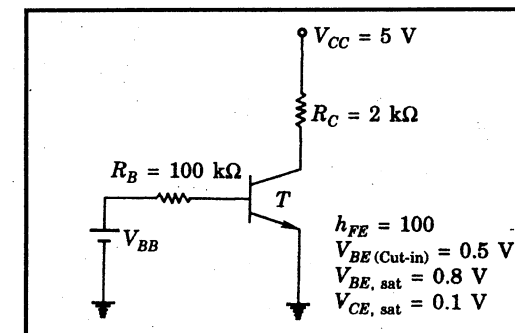 V_CC = 5 V
R_C = 2 kΩ
R_B = 100 kΩ
T
V_BB
h_FE = 100
V_BE (Cut-in) = 0.5 V
V_BE, sat = 0.8 V
V_CE, sat = 0.1 V